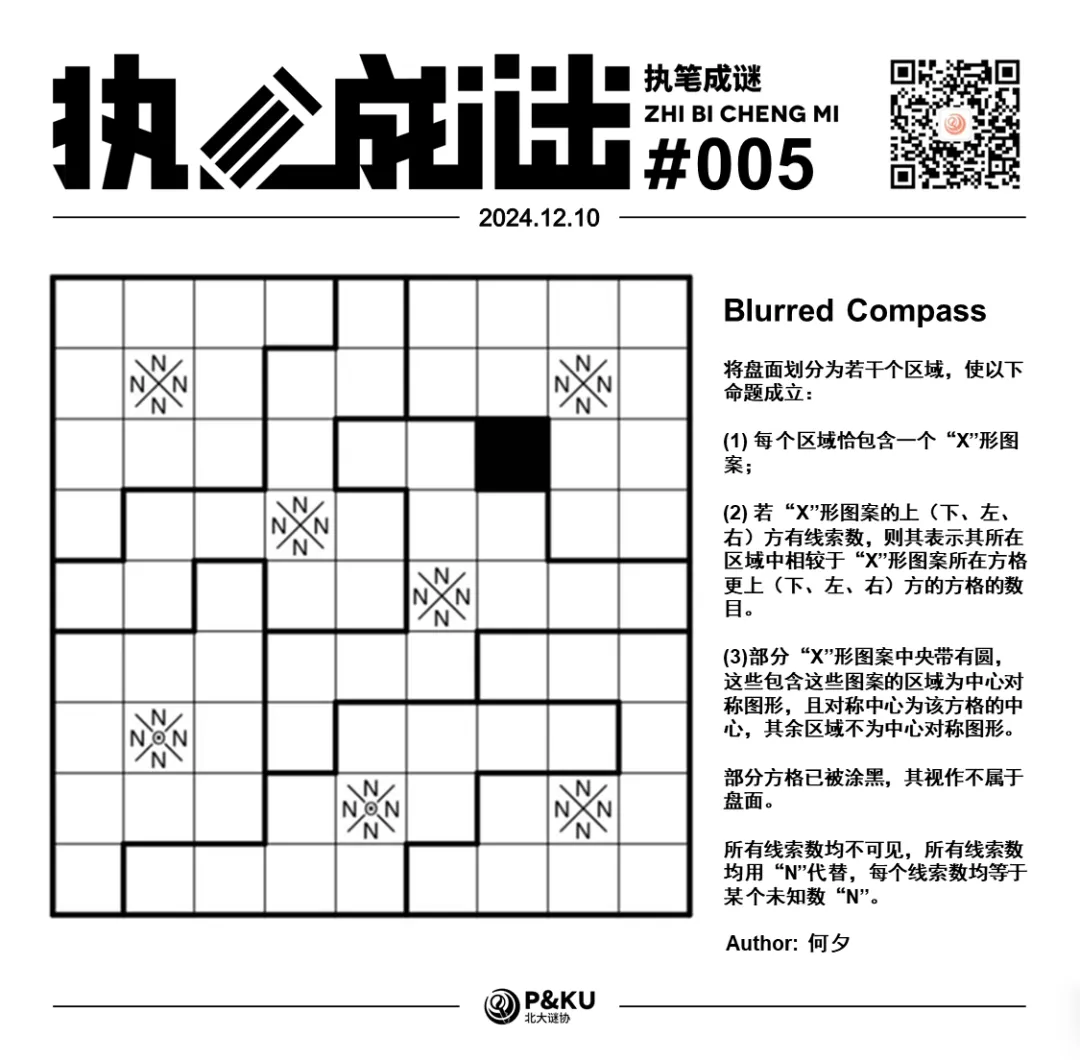 执笔成谜
执笔成谜
ZHI BI CHENG MI
#005
2024.12.10
Blurred Compass
将盘面划分为若干个区域，使以下
命题成立：
(1) 每个区域恰包含一个“X”形图
案；
(2) 若“X”形图案的上（下、左、
右）方有线索数，则其表示其所在
区域中相较于“X”形图案所在方格
更上（下、左、右）方的方格的数
目。
(3)部分“X”形图案中央带有圆，
这些包含这些图案的区域为中心对
称图形，且对称中心为该方格的中
心，其余区域不为中心对称图形。
部分方格已被涂黑，其视作不属于
盘面。
所有线索数均不可见，所有线索数
均用“N”代替，每个线索数均等于
某个未知数“N”。
Author: 何夕
N
N N
N
N
N N
N
N
N N
N
N
N N
N
N
N N
N
N
N N
N
N
N N
N
P&KU
北大谜协